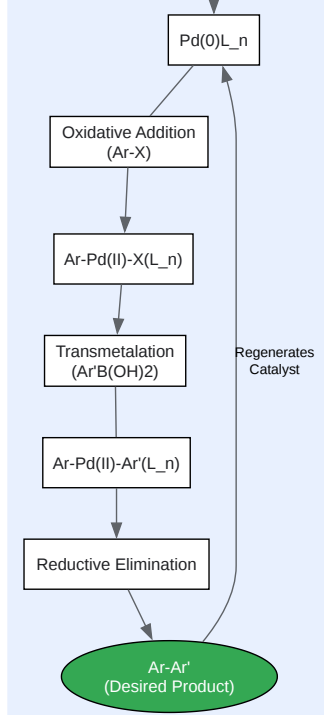 Pd(0)L_n
Oxidative Addition
(Ar-X)
Ar-Pd(II)-X(L_n)
Transmetalation
(Ar'B(OH)2)
Regenerates
Catalyst
Ar-Pd(II)-Ar'(L_n)
Reductive Elimination
Ar-Ar'
(Desired Product)